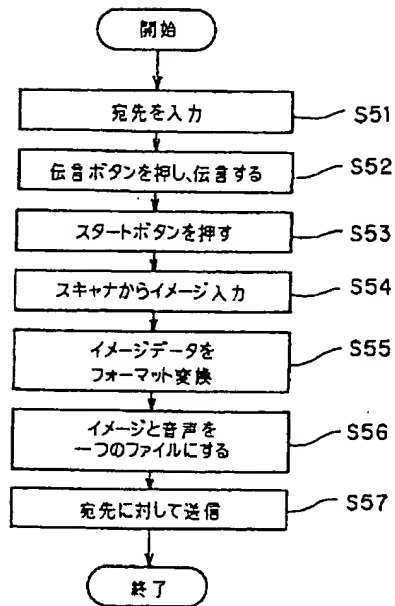 開始
宛先を入力
S51
伝言ボタンを押し、伝言する
S52
スタートボタンを押す
S53
スキャナからイメージ入力
S54
イメージデータを
フォーマット変換
S55
イメージと音声を
一つのファイルにする
S56
宛先に対して送信
S57
終了